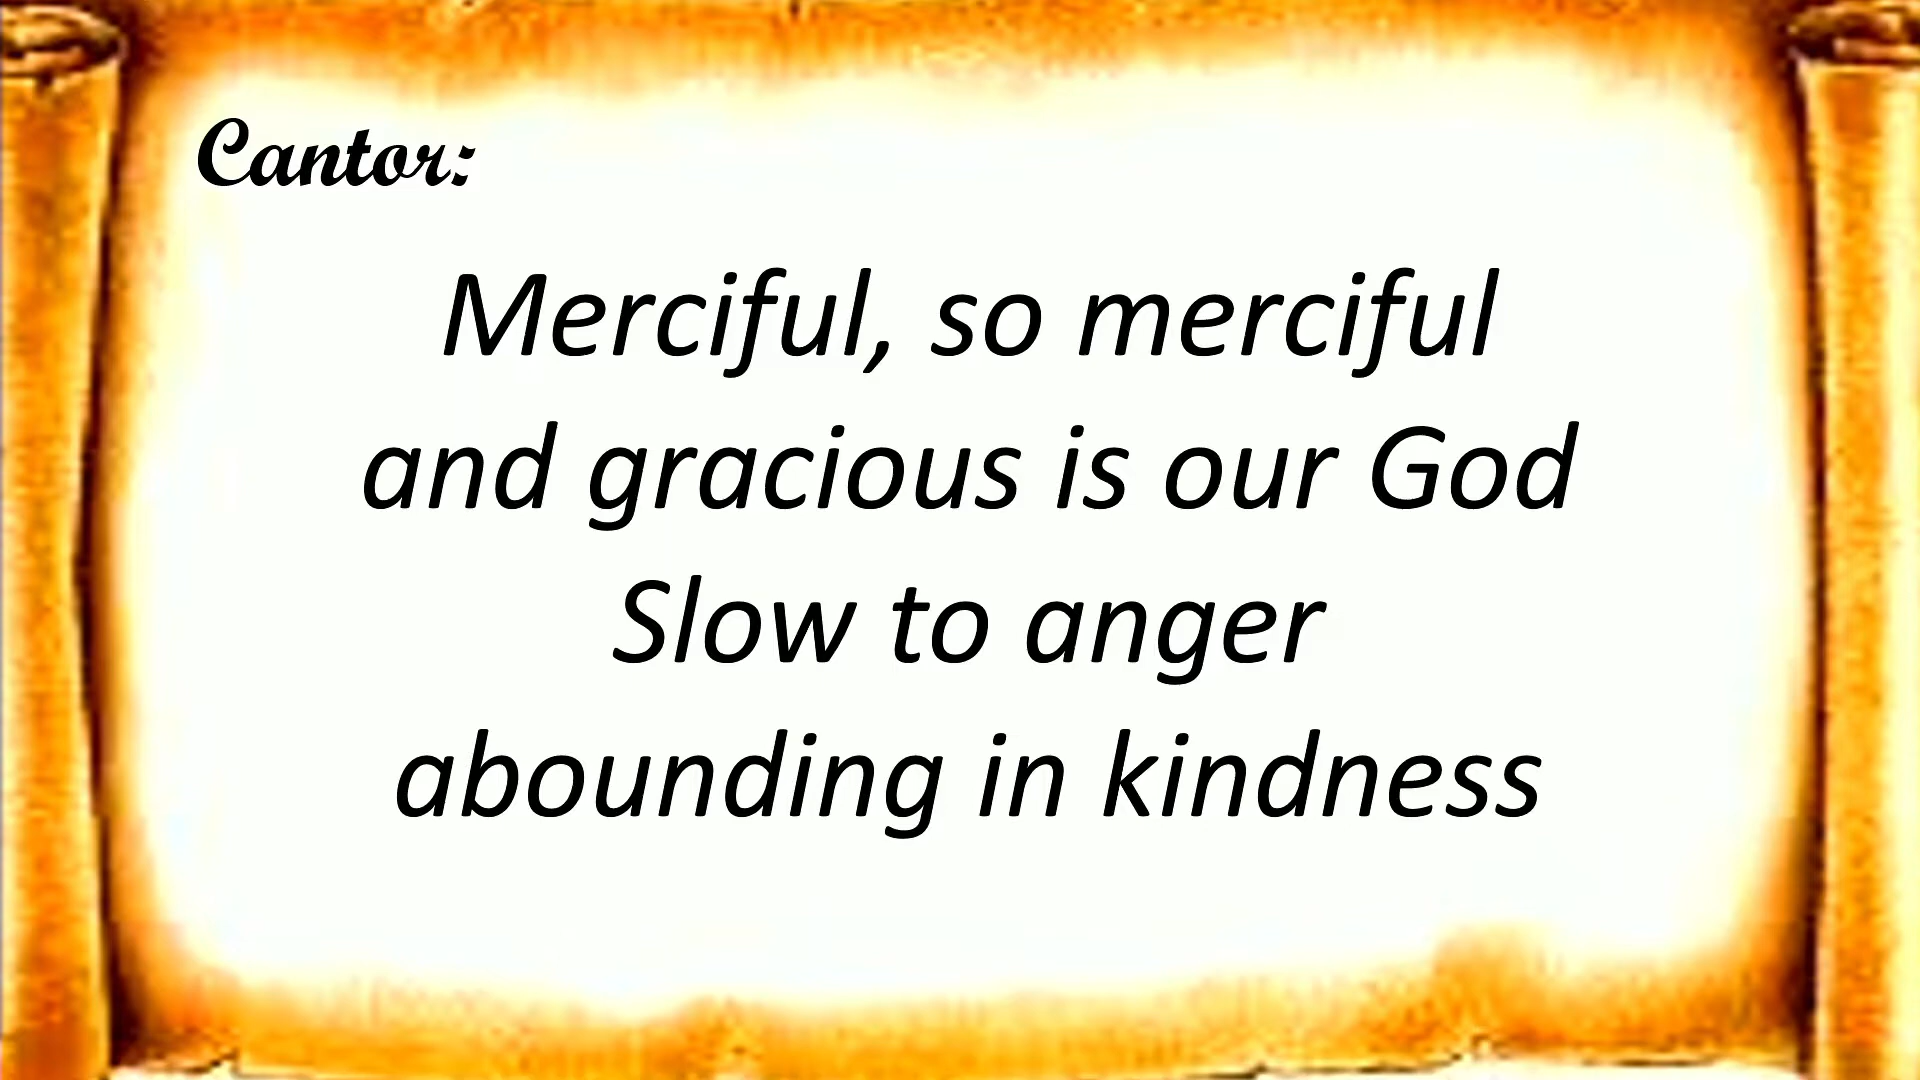 Cantor:
Merciful, so merciful
and gracious is our God
Slow to anger
abounding in kindness